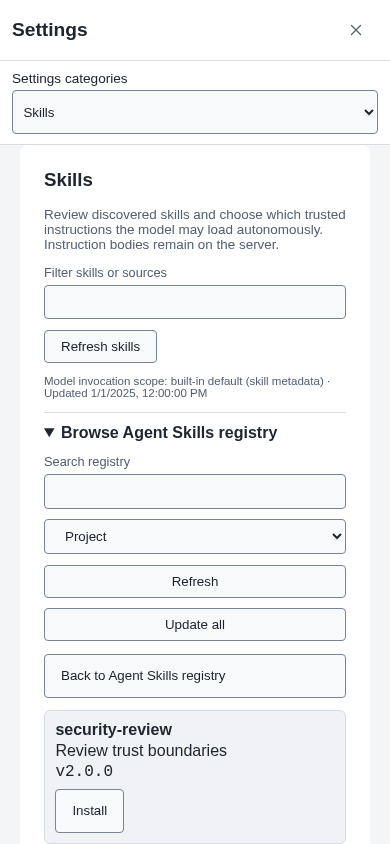 Settings
Settings categories
Skills
Skills
Review discovered skills and choose which trusted
instructions the model may load autonomously.
Instruction bodies remain on the server.
Filter skills or sources
Refresh skills
Model invocation scope: built-in default (skill metadata) ·
Updated 1/1/2025, 12:00:00 PM
Browse Agent Skills registry
Search registry
Project
Refresh
Update all
Back to Agent Skills registry
security-review
Review trust boundaries
v2.0.0
Install